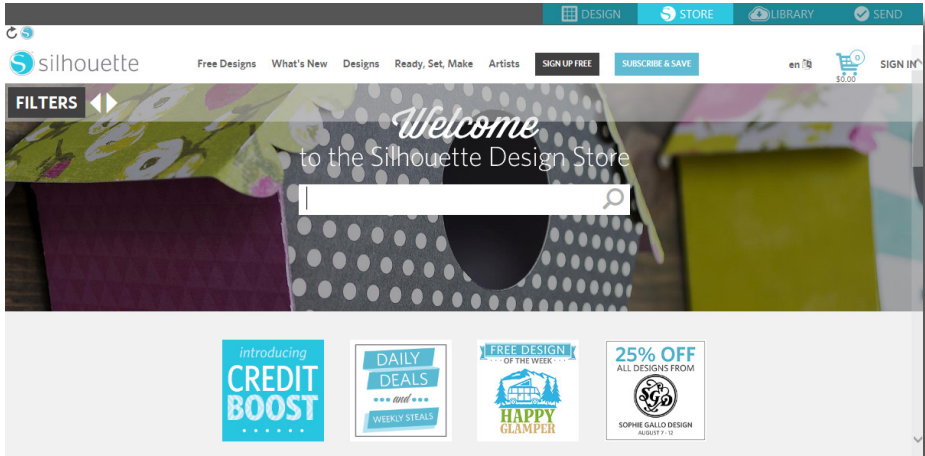 DESIGN
STORE
LIBRARY
SEND
silhouette
Free Designs What's New Designs Ready, Set, Make Artists SIGN UP FREE SUBSCRIBE & SAVE en 0 SIGN IN
$0.00
FILTERS
Welcome
to the Silhouette Design Store
introducing
CREDIT
BOOST
DAILY
DEALS
and
WEEKLY STEALS
FREE DESIGN
OF THE WEEK
HAPPY
GLAMPER
25% OFF
ALL DESIGNS FROM
SGD
SOPHIE GALLO DESIGN
AUGUST 7 - 12